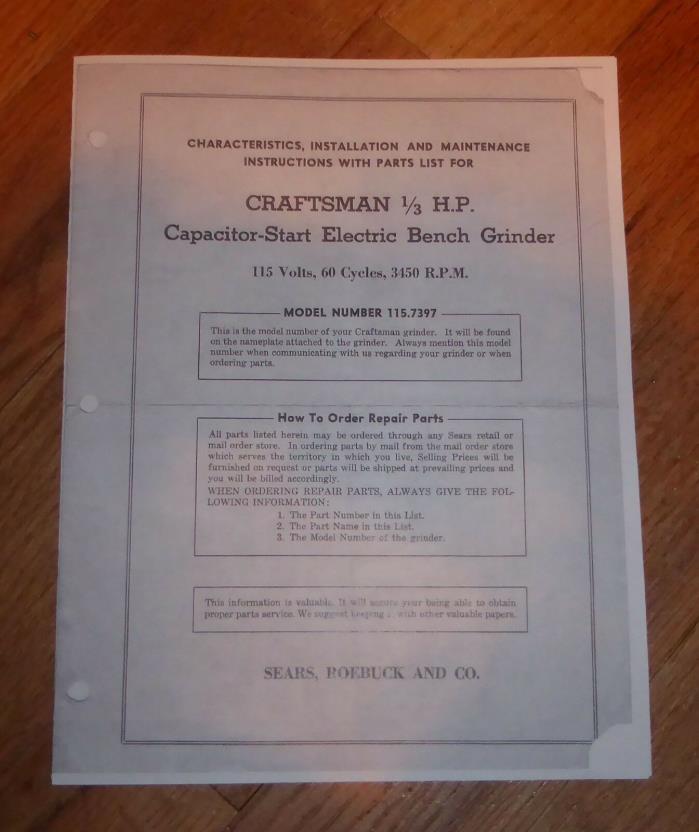 CHARACTERISTICS, INSTALLATION AND MAINTENANCE
INSTRUCTIONS WITH PARTS LIST FOR
CRAFTSMAN ⅓ H.P.
Capacitor-Start Electric Bench Grinder
115 Volts, 60 Cycles, 3450 R.P.M.
MODEL NUMBER 115.7397
This is the model number of your Craftsman grinder. It will be found
on the nameplate attached to the grinder. Always mention this model
number when communicating with us regarding your grinder or when
ordering parts.
How To Order Repair Parts
All parts listed herein may be ordered through any Sears retail or
mail order store. In ordering parts by mail from the mail order store
which serves the territory in which you live, Selling Prices will be
furnished on request or parts will be shipped at prevailing prices and
you will be billed accordingly.
WHEN ORDERING REPAIR PARTS, ALWAYS GIVE THE FOL-
LOWING INFORMATION:
1. The Part Number in this List.
2. The Part Name in this List.
3. The Model Number of the grinder.
This information is valuable. It will assure your being able to obtain
proper parts service. We suggest keeping with other valuable papers.
SEARS, ROEBUCK AND CO.